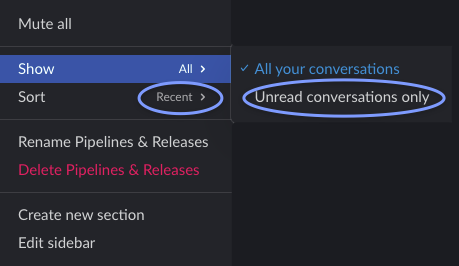 Mute all
Show All >
✓ All your conversations
Sort Recent >
Unread conversations only
Rename Pipelines & Releases
Delete Pipelines & Releases
Create new section
Edit sidebar